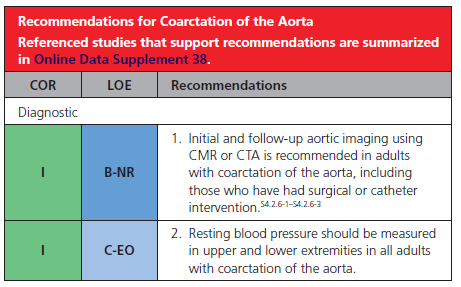 Recommendations for Coarctation of the Aorta
Referenced studies that support recommendations are summarized
in Online Data Supplement 38.
COR LOE Recommendations
Diagnostic
I B-NR 1. Initial and follow-up aortic imaging using
CMR or CTA is recommended in adults
with coarctation of the aorta, including
those who have had surgical or catheter
intervention.S4.2.6-1–S4.2.6-3
I C-EO 2. Resting blood pressure should be measured
in upper and lower extremities in all adults
with coarctation of the aorta.